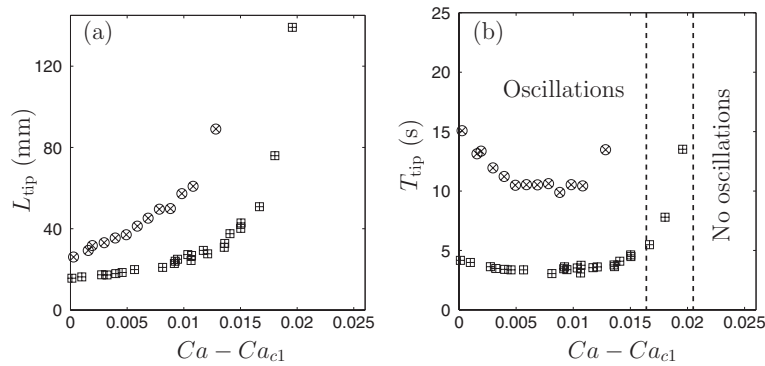 (a)
L_tip (mm)
120
80
40
0
0 0.005 0.01 0.015 0.02 0.025
Ca − Ca_c1
(b)
T_tip (s)
25
20
15
10
5
0
Oscillations
No oscillations
0 0.005 0.01 0.015 0.02 0.025
Ca − Ca_c1